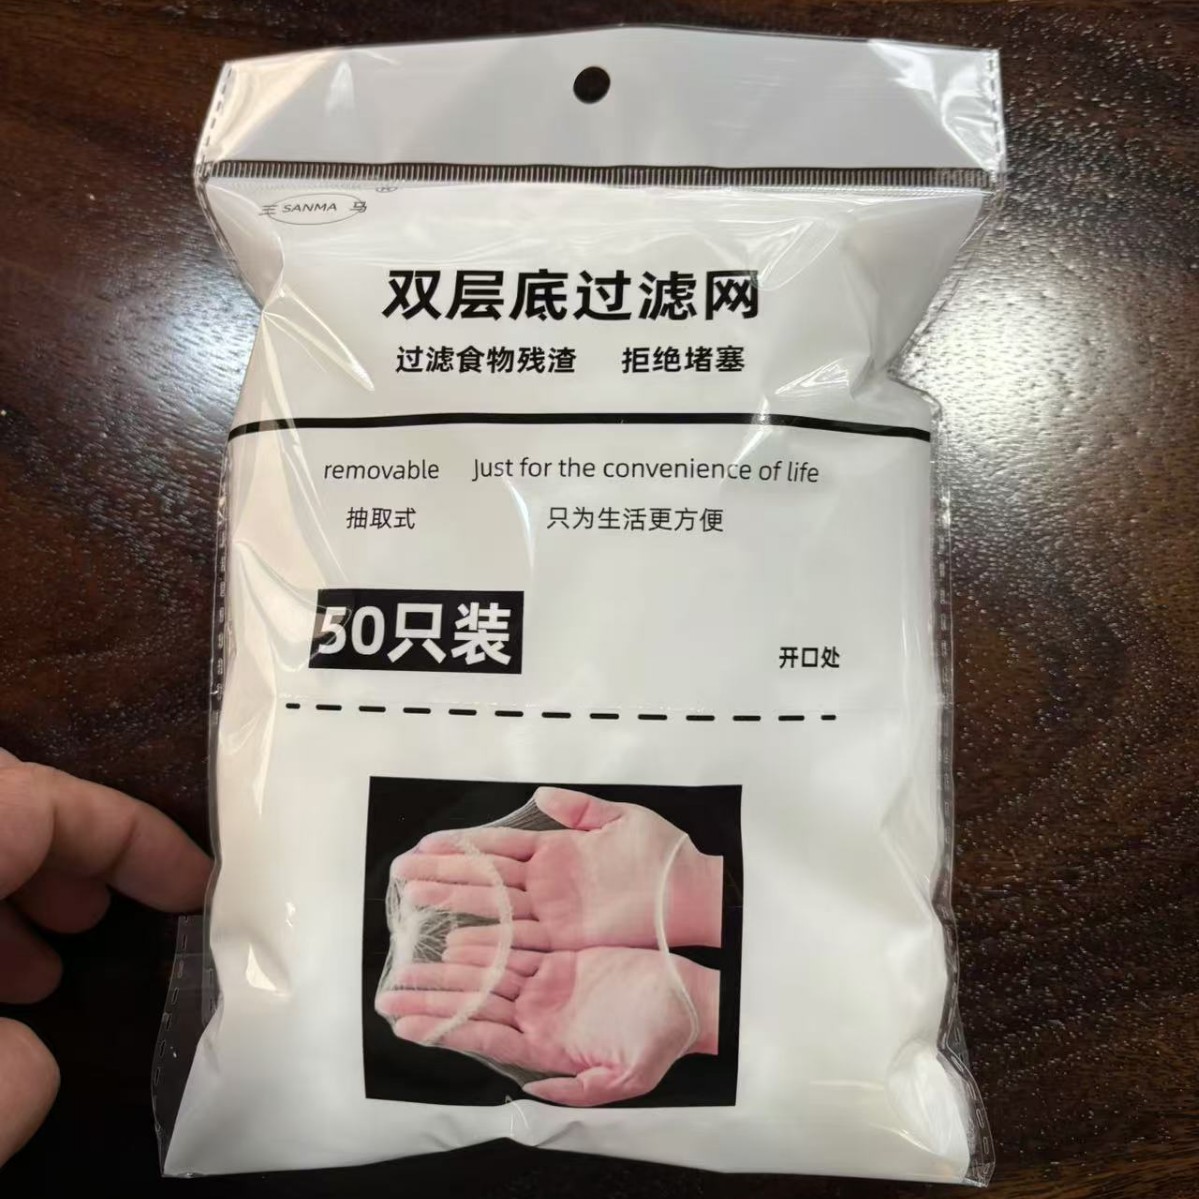 三 SANMA 马 ®
双层底过滤网
过滤食物残渣 拒绝堵塞
removable Just for the convenience of life
抽取式 只为生活更方便
50只装
开口处